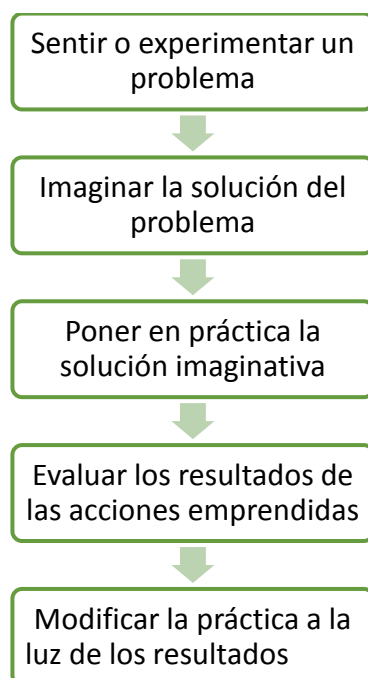 Sentir o experimentar un
problema
Imaginar la solución del
problema
Poner en práctica la
solución imaginativa
Evaluar los resultados de
las acciones emprendidas
Modificar la práctica a la
luz de los resultados